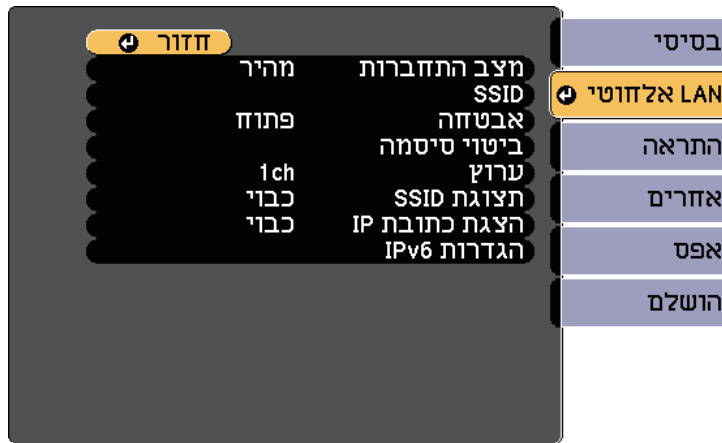 בסיסי
LAN אלחוטי
התראה
אחרים
אפס
הושלם
חזור
מצב התחברות מהיר
SSID
אבטחה פתוח
ביטוי סיסמה
ערוץ 1ch
תצוגת SSID כבוי
הצגת כתובת IP כבוי
הגדרות IPv6